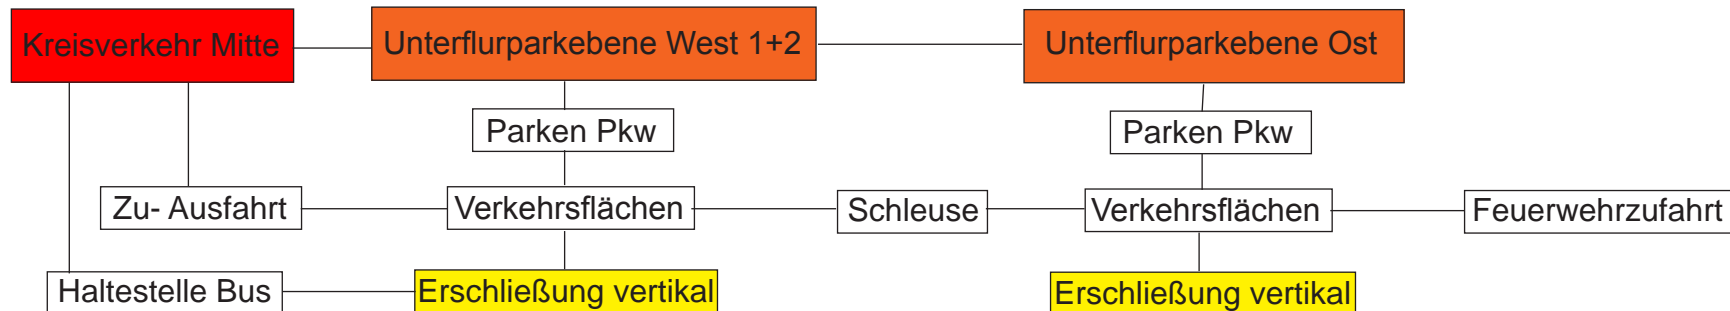 Kreisverkehr Mitte
Unterflurparkebene West 1+2
Unterflurparkebene Ost
Parken Pkw
Parken Pkw
Zu- Ausfahrt
Verkehrsflächen
Schleuse
Verkehrsflächen
Feuerwehrzufahrt
Haltestelle Bus
Erschließung vertikal
Erschließung vertikal